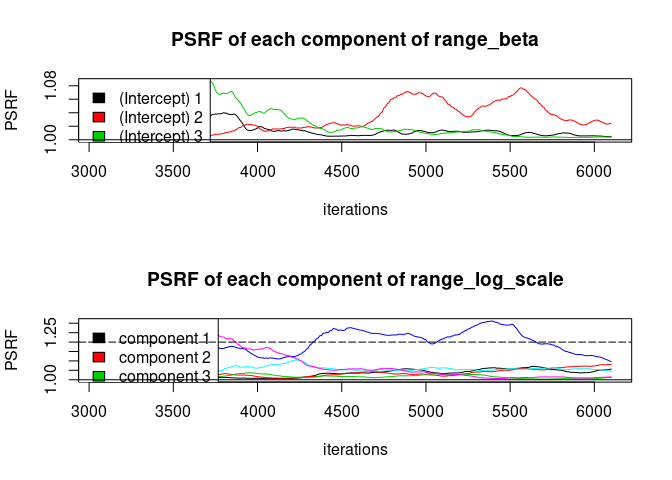 PSRF of each component of range_beta
PSRF
1.00 1.08
(Intercept) 1
(Intercept) 2
(Intercept) 3
3000 3500 4000 4500 5000 5500 6000
iterations
PSRF of each component of range_log_scale
PSRF
1.00 1.25
component 1
component 2
component 3
3000 3500 4000 4500 5000 5500 6000
iterations